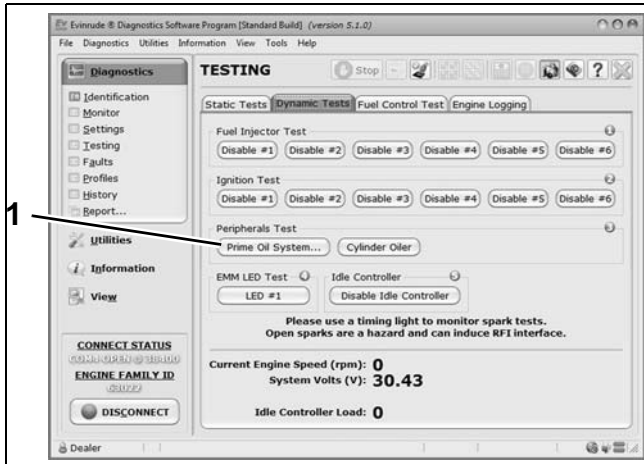 Evinrude ® Diagnostics Software Program [Standard Build] (version 5.1.0)
File Diagnostics Utilities Information View Tools Help
Diagnostics
Identification
Monitor
Settings
Testing
Faults
Profiles
History
Report...
Utilities
Information
View
CONNECT STATUS
COM4 OPEN @ 38400
ENGINE FAMILY ID
DISCONNECT
TESTING
Stop
?
Static Tests Dynamic Tests Fuel Control Test Engine Logging
Fuel Injector Test
Disable #1 Disable #2 Disable #3 Disable #4 Disable #5 Disable #6
Ignition Test
Disable #1 Disable #2 Disable #3 Disable #4 Disable #5 Disable #6
1
Peripherals Test
Prime Oil System... Cylinder Oiler
EMM LED Test Idle Controller
LED #1 Disable Idle Controller
Please use a timing light to monitor spark tests.
Open sparks are a hazard and can induce RFI interface.
Current Engine Speed (rpm): 0
System Volts (V): 30.43
Idle Controller Load: 0
Dealer